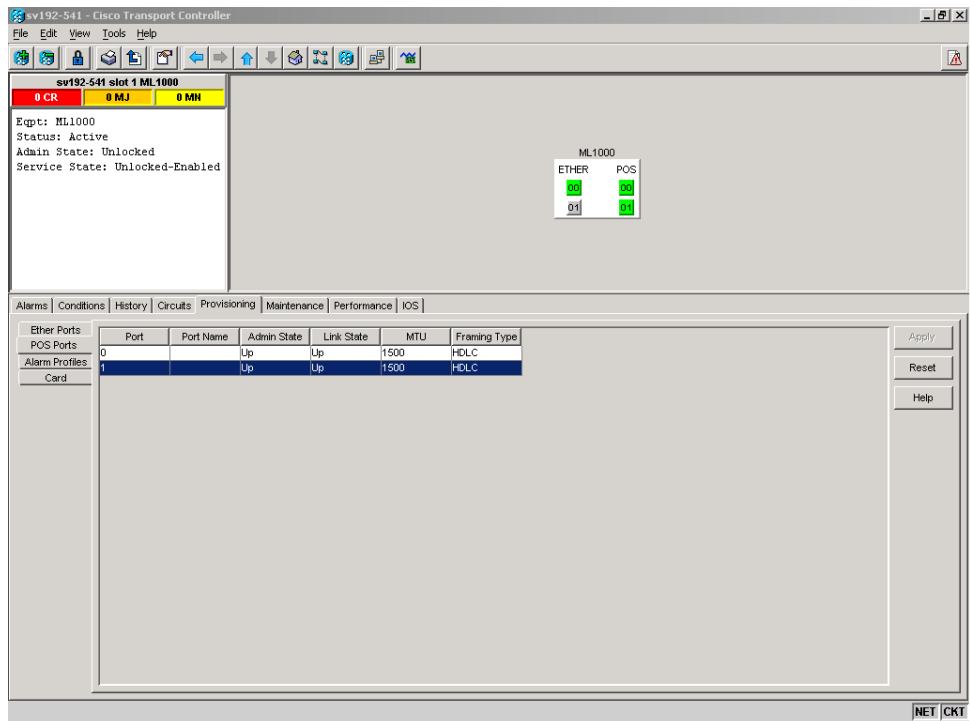 sv192-541 - Cisco Transport Controller
File Edit View Tools Help
sv192-541 slot 1 ML1000
0 CR 0 MJ 0 MN
Eqpt: ML1000
Status: Active
Admin State: Unlocked
Service State: Unlocked-Enabled
ML1000
ETHER POS
00 00
01 01
Alarms Conditions History Circuits Provisioning Maintenance Performance IOS
Ether Ports
POS Ports
Alarm Profiles
Card
Port Port Name Admin State Link State MTU Framing Type
0 Up Up 1500 HDLC
1 Up Up 1500 HDLC
Apply
Reset
Help
NET CKT